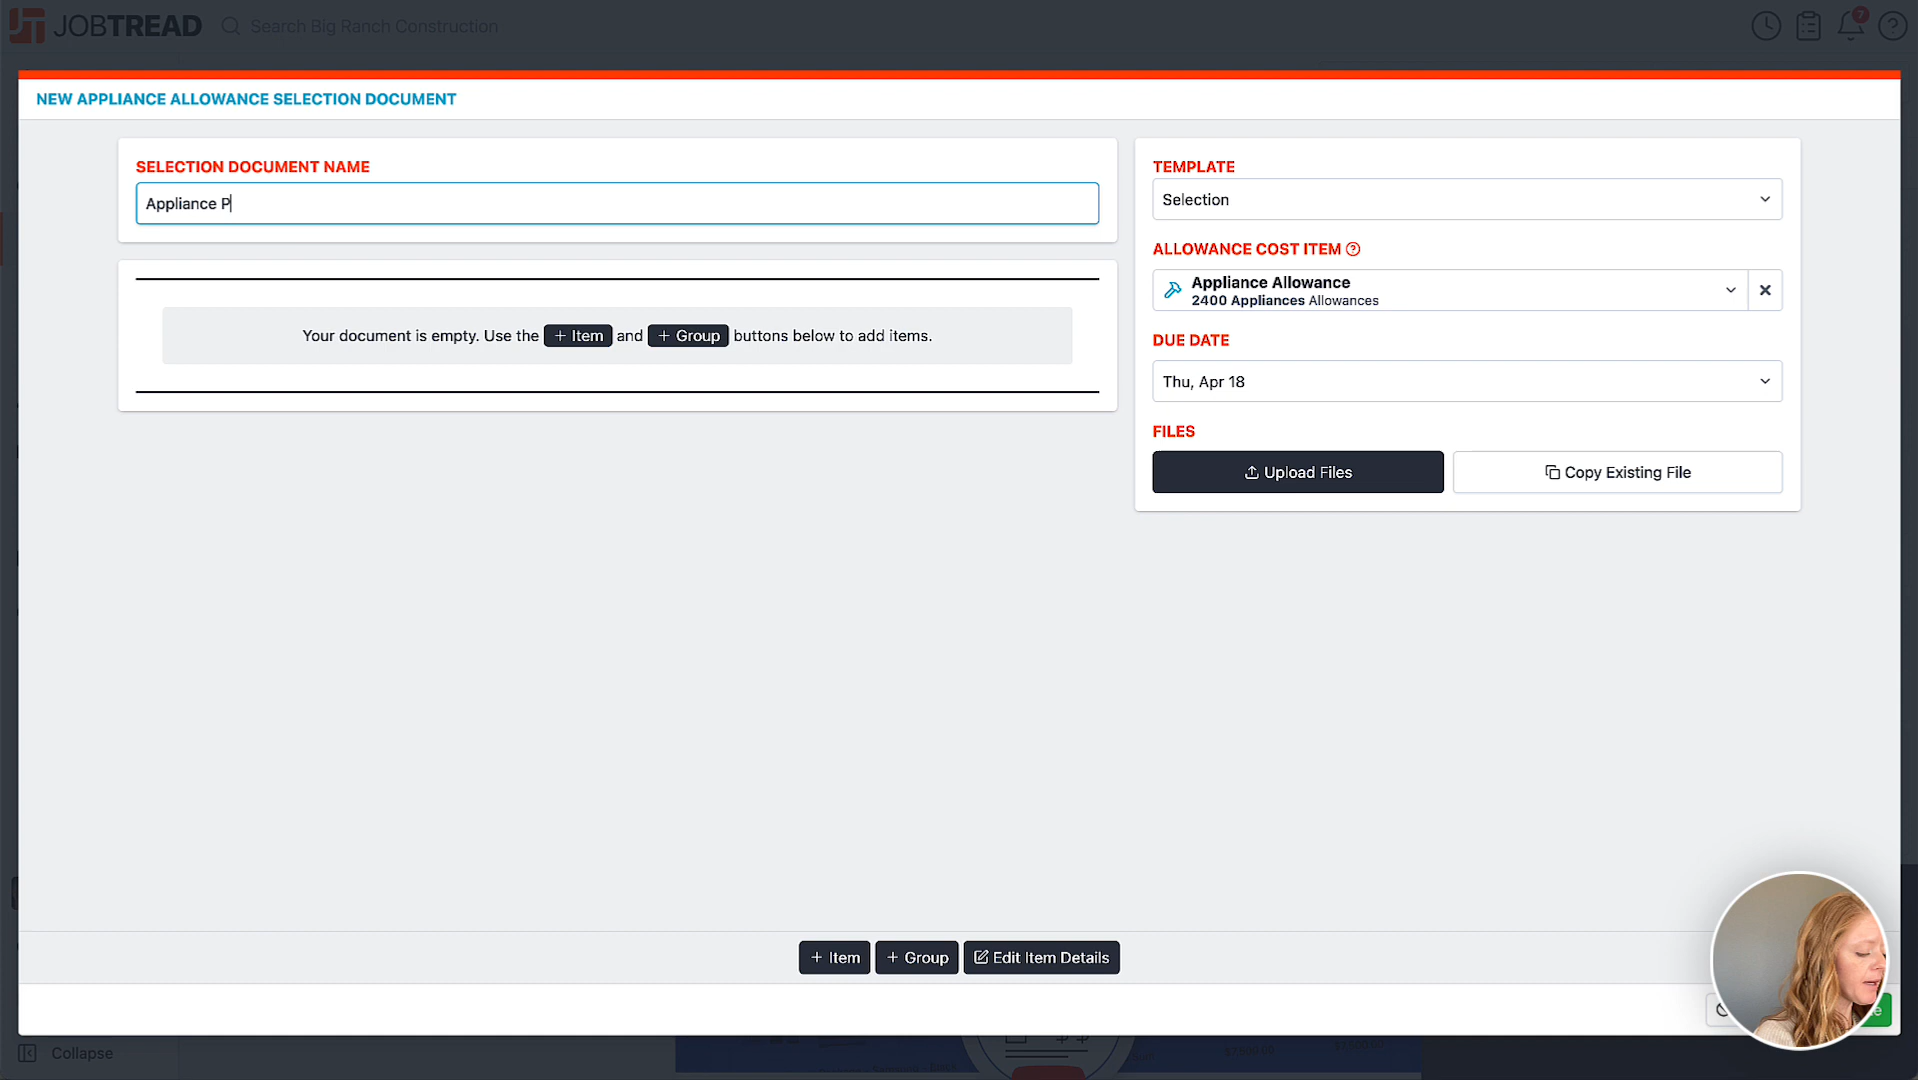 JOBTREAD
Search Big Ranch Construction
7
NEW APPLIANCE ALLOWANCE SELECTION DOCUMENT
SELECTION DOCUMENT NAME
Appliance P
Your document is empty. Use the + Item and + Group buttons below to add items.
TEMPLATE
Selection
ALLOWANCE COST ITEM
Appliance Allowance
2400 Appliances Allowances
DUE DATE
Thu, Apr 18
FILES
Upload Files
Copy Existing File
+ Item
+ Group
Edit Item Details
Collapse